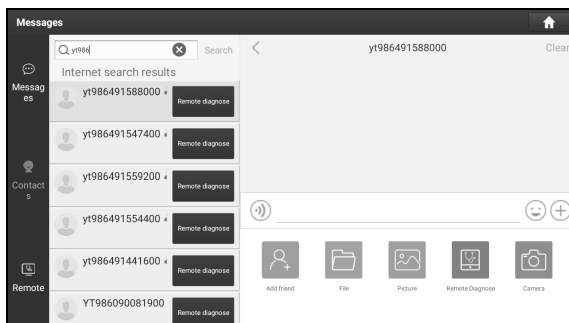 Messages
yt986
Search
yt986491588000
Clear
Internet search results
Messag
es
yt986491588000
Remote diagnose
yt986491547400
Remote diagnose
Contact
s
yt986491559200
Remote diagnose
yt986491554400
Remote diagnose
Remote
yt986491441600
Remote diagnose
YT986090081900
Remote diagnose
Add friend
File
Picture
Remote Diagnose
Camera